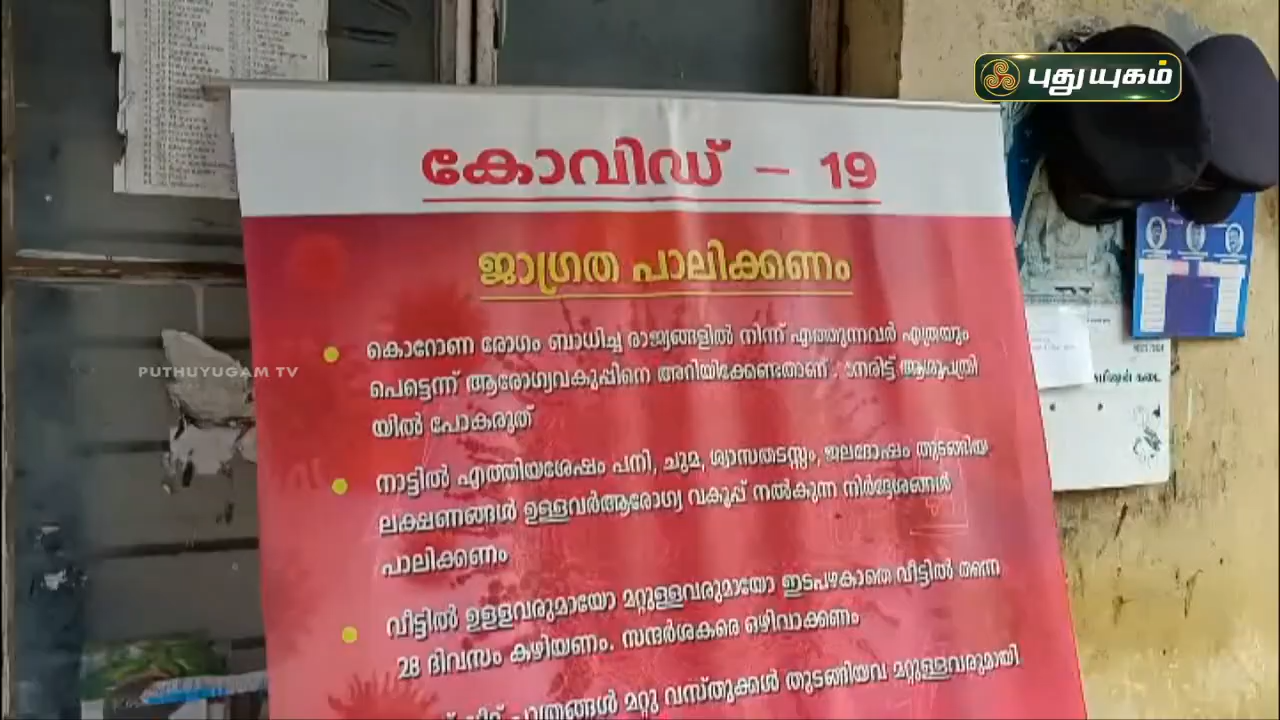 புதுயுகம்
കോവിഡ് – 19
ജാഗ്രത പാലിക്കണം
PUTHUYUGAM TV
കൊറോണ രോഗം ബാധിച്ച രാജ്യങ്ങളിൽ നിന്ന് എത്തുന്നവർ എത്രയും
പെട്ടെന്ന് ആരോഗ്യവകുപ്പിനെ അറിയിക്കേണ്ടതാണ് . നേരിട്ട് ആശുപത്രി
യിൽ പോകരുത്
നാട്ടിൽ എത്തിയശേഷം പനി, ചുമ, ശ്വാസതടസ്സം, ജലദോഷം തുടങ്ങിയ
ലക്ഷണങ്ങൾ ഉള്ളവർആരോഗ്യ വകുപ്പ് നൽകുന്ന നിർദ്ദേശങ്ങൾ
പാലിക്കണം
വീട്ടിൽ ഉള്ളവരുമായോ മറ്റുള്ളവരുമായോ ഇടപഴകാതെ വീട്ടിൽ തന്നെ
28 ദിവസം കഴിയണം. സന്ദർശകരെ ഒഴിവാക്കണം
പാത്രങ്ങൾ മറ്റു വസ്തുക്കൾ തുടങ്ങിയവ മറ്റുള്ളവരുമായി